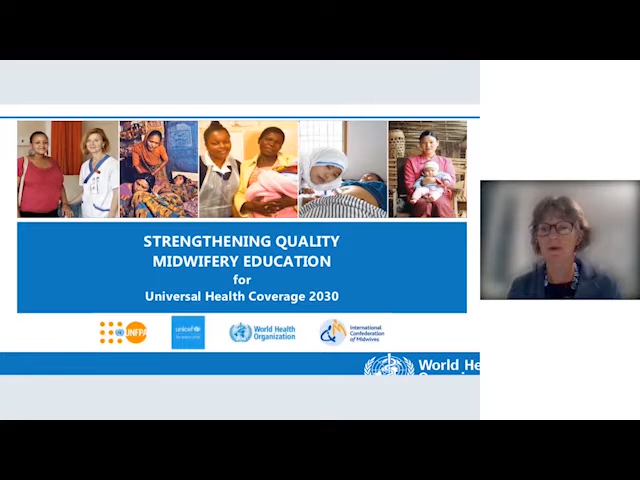 STRENGTHENING QUALITY
MIDWIFERY EDUCATION
for
Universal Health Coverage 2030
UNFPA
unicef
World Health
Organization
International
Confederation
of Midwives
World He